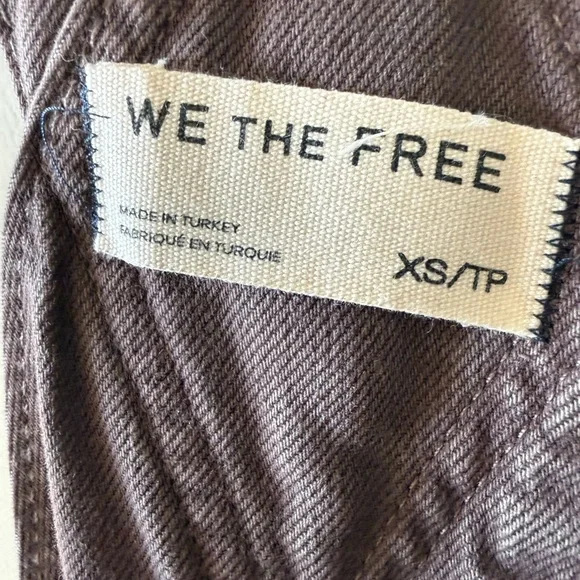 WE THE FREE
MADE IN TURKEY
FABRIQUÉ EN TURQUIE
XS/TP